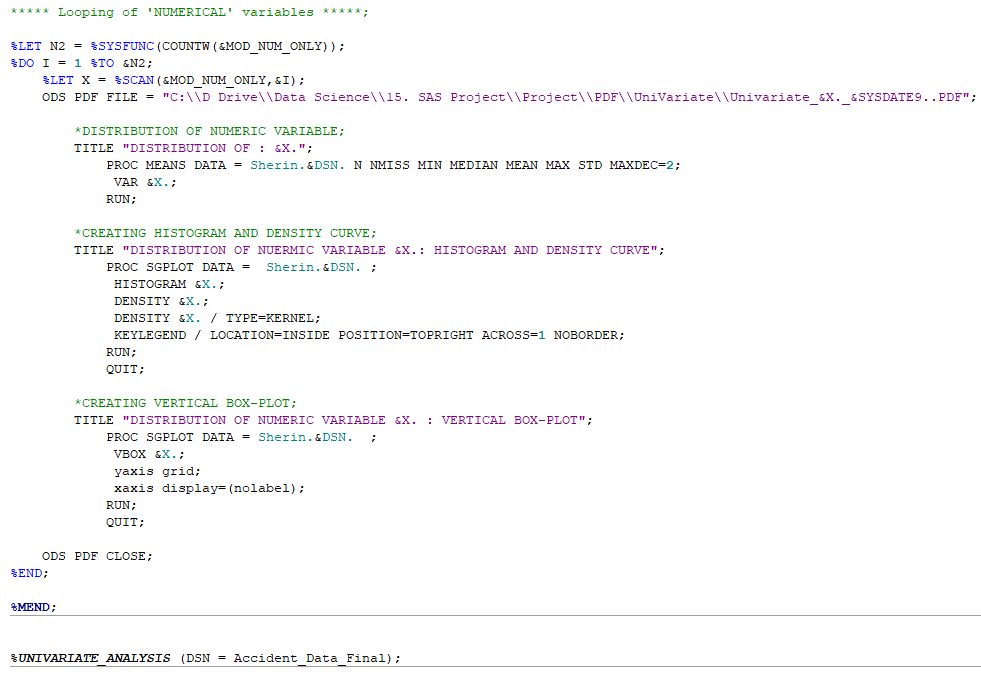 ***** Looping of 'NUMERICAL' variables *****;
%LET N2 = %SYSFUNC(COUNTW(&MOD_NUM_ONLY));
%DO I = 1 %TO &N2;
%LET X = %SCAN(&MOD_NUM_ONLY,&I);
ODS PDF FILE = "C:\\D Drive\\Data Science\\15. SAS Project\\Project\\PDF\\UniVariate\\Univariate_&X._&SYSDATE9..PDF";
*DISTRIBUTION OF NUMERIC VARIABLE;
TITLE "DISTRIBUTION OF : &X.";
PROC MEANS DATA = Sherin.&DSN. N NMISS MIN MEDIAN MEAN MAX STD MAXDEC=2;
VAR &X.;
RUN;
*CREATING HISTOGRAM AND DENSITY CURVE;
TITLE "DISTRIBUTION OF NUERMIC VARIABLE &X.: HISTOGRAM AND DENSITY CURVE";
PROC SGPLOT DATA =  Sherin.&DSN. ;
HISTOGRAM &X.;
DENSITY &X.;
DENSITY &X. / TYPE=KERNEL;
KEYLEGEND / LOCATION=INSIDE POSITION=TOPRIGHT ACROSS=1 NOBORDER;
RUN;
QUIT;
*CREATING VERTICAL BOX-PLOT;
TITLE "DISTRIBUTION OF NUMERIC VARIABLE &X. : VERTICAL BOX-PLOT";
PROC SGPLOT DATA = Sherin.&DSN.  ;
VBOX &X.;
yaxis grid;
xaxis display=(nolabel);
RUN;
QUIT;
ODS PDF CLOSE;
%END;
%MEND;
%UNIVARIATE_ANALYSIS (DSN = Accident_Data_Final);